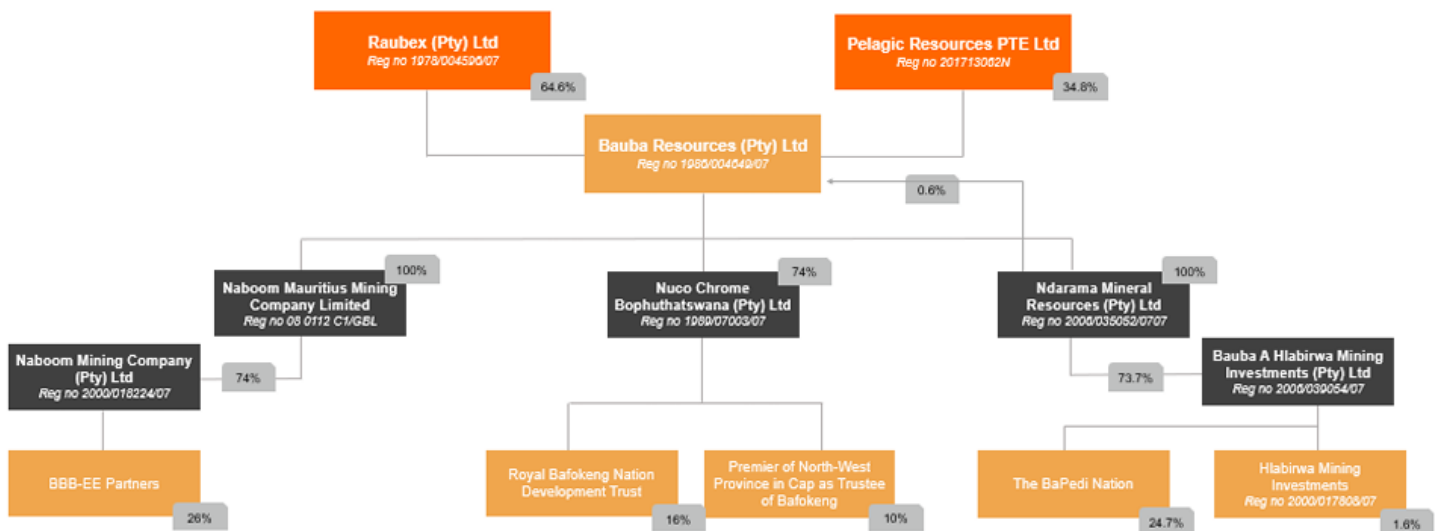 Raubex (Pty) Ltd
Reg no 1978/004596/07
64.6%
Pelagic Resources PTE Ltd
Reg no 201713062N
34.8%
Bauba Resources (Pty) Ltd
Reg no 1986/004649/07
0.6%
Naboom Mauritius Mining
Company Limited
Reg no 08 0112 C1/GBL
100%
Nuco Chrome
Bophuthatswana (Pty) Ltd
Reg no 1989/07003/07
74%
Ndarama Mineral
Resources (Pty) Ltd
Reg no 2006/035052/0707
100%
Naboom Mining Company
(Pty) Ltd
Reg no 2000/018224/07
74%
73.7%
Bauba A Hlabirwa Mining
Investments (Pty) Ltd
Reg no 2006/039054/07
BBB-EE Partners
26%
Royal Bafokeng Nation
Development Trust
16%
Premier of North-West
Province in Cap as Trustee
of Bafokeng
10%
The BaPedi Nation
24.7%
Hlabirwa Mining
Investments
Reg no 2000/017808/07
1.6%